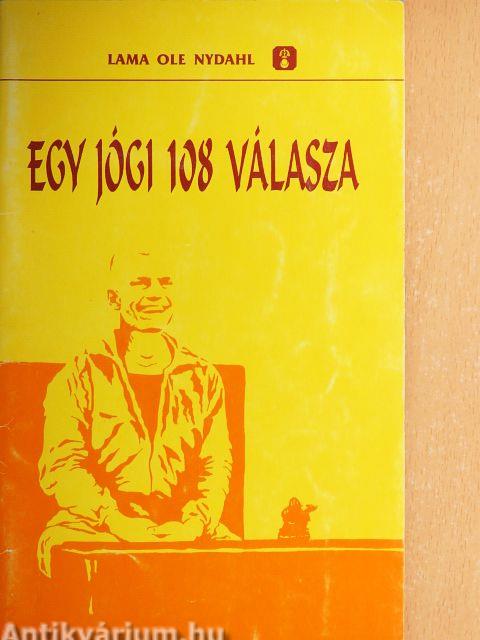 LAMA OLE NYDAHL
EGY JÓGI 108 VÁLASZA
Antikvárium.hu